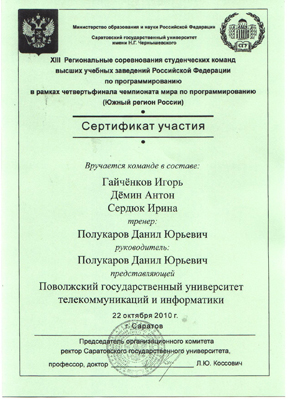 Министерство образования и науки Российской Федерации
Саратовский государственный университет
имени Н.Г. Чернышевского
СГУ
XIII Региональные соревнования студенческих команд
высших учебных заведений Российской Федерации
по программированию
в рамках четвертьфинала чемпионата мира по программированию
(Южный регион России)
Сертификат участия
Вручается команде в составе:
Гайчёнков Игорь
Дёмин Антон
Сердюк Ирина
тренер:
Полукаров Данил Юрьевич
руководитель:
Полукаров Данил Юрьевич
представляющей
Поволжский государственный университет
телекоммуникаций и информатики
22 октября 2010 г.
г. Саратов
Председатель организационного комитета
ректор Саратовского государственного университета,
профессор, доктор
Л.Ю. Коссович